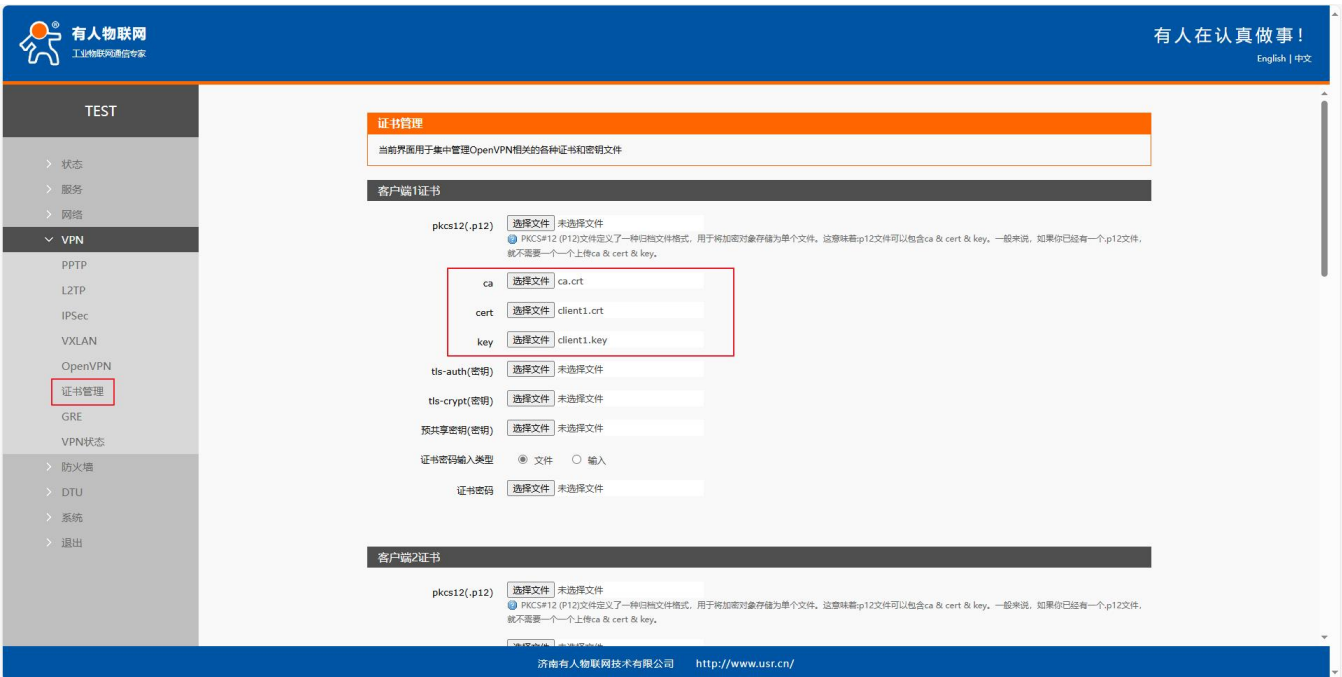 有人物联网
®
工业物联网通信专家
有人在认真做事！
English | 中文
TEST
状态
服务
网络
VPN
PPTP
L2TP
IPSec
VXLAN
OpenVPN
证书管理
GRE
VPN状态
防火墙
DTU
系统
退出
证书管理
当前界面用于集中管理OpenVPN相关的各种证书和密钥文件
客户端1证书
pkcs12(.p12) 选择文件 未选择文件
PKCS#12 (P12)文件定义了一种归档文件格式，用于将加密对象存储为单个文件。这意味着:p12文件可以包含ca & cert & key。一般来说，如果你已经有一个.p12文件，
就不需要一个一个上传ca & cert & key。
ca 选择文件 ca.crt
cert 选择文件 client1.crt
key 选择文件 client1.key
tls-auth(密钥) 选择文件 未选择文件
tls-crypt(密钥) 选择文件 未选择文件
预共享密钥(密钥) 选择文件 未选择文件
证书密码输入类型 文件 输入
证书密码 选择文件 未选择文件
客户端2证书
pkcs12(.p12) 选择文件 未选择文件
PKCS#12 (P12)文件定义了一种归档文件格式，用于将加密对象存储为单个文件。这意味着:p12文件可以包含ca & cert & key。一般来说，如果你已经有一个.p12文件，
就不需要一个一个上传ca & cert & key。
济南有人物联网技术有限公司 http://www.usr.cn/